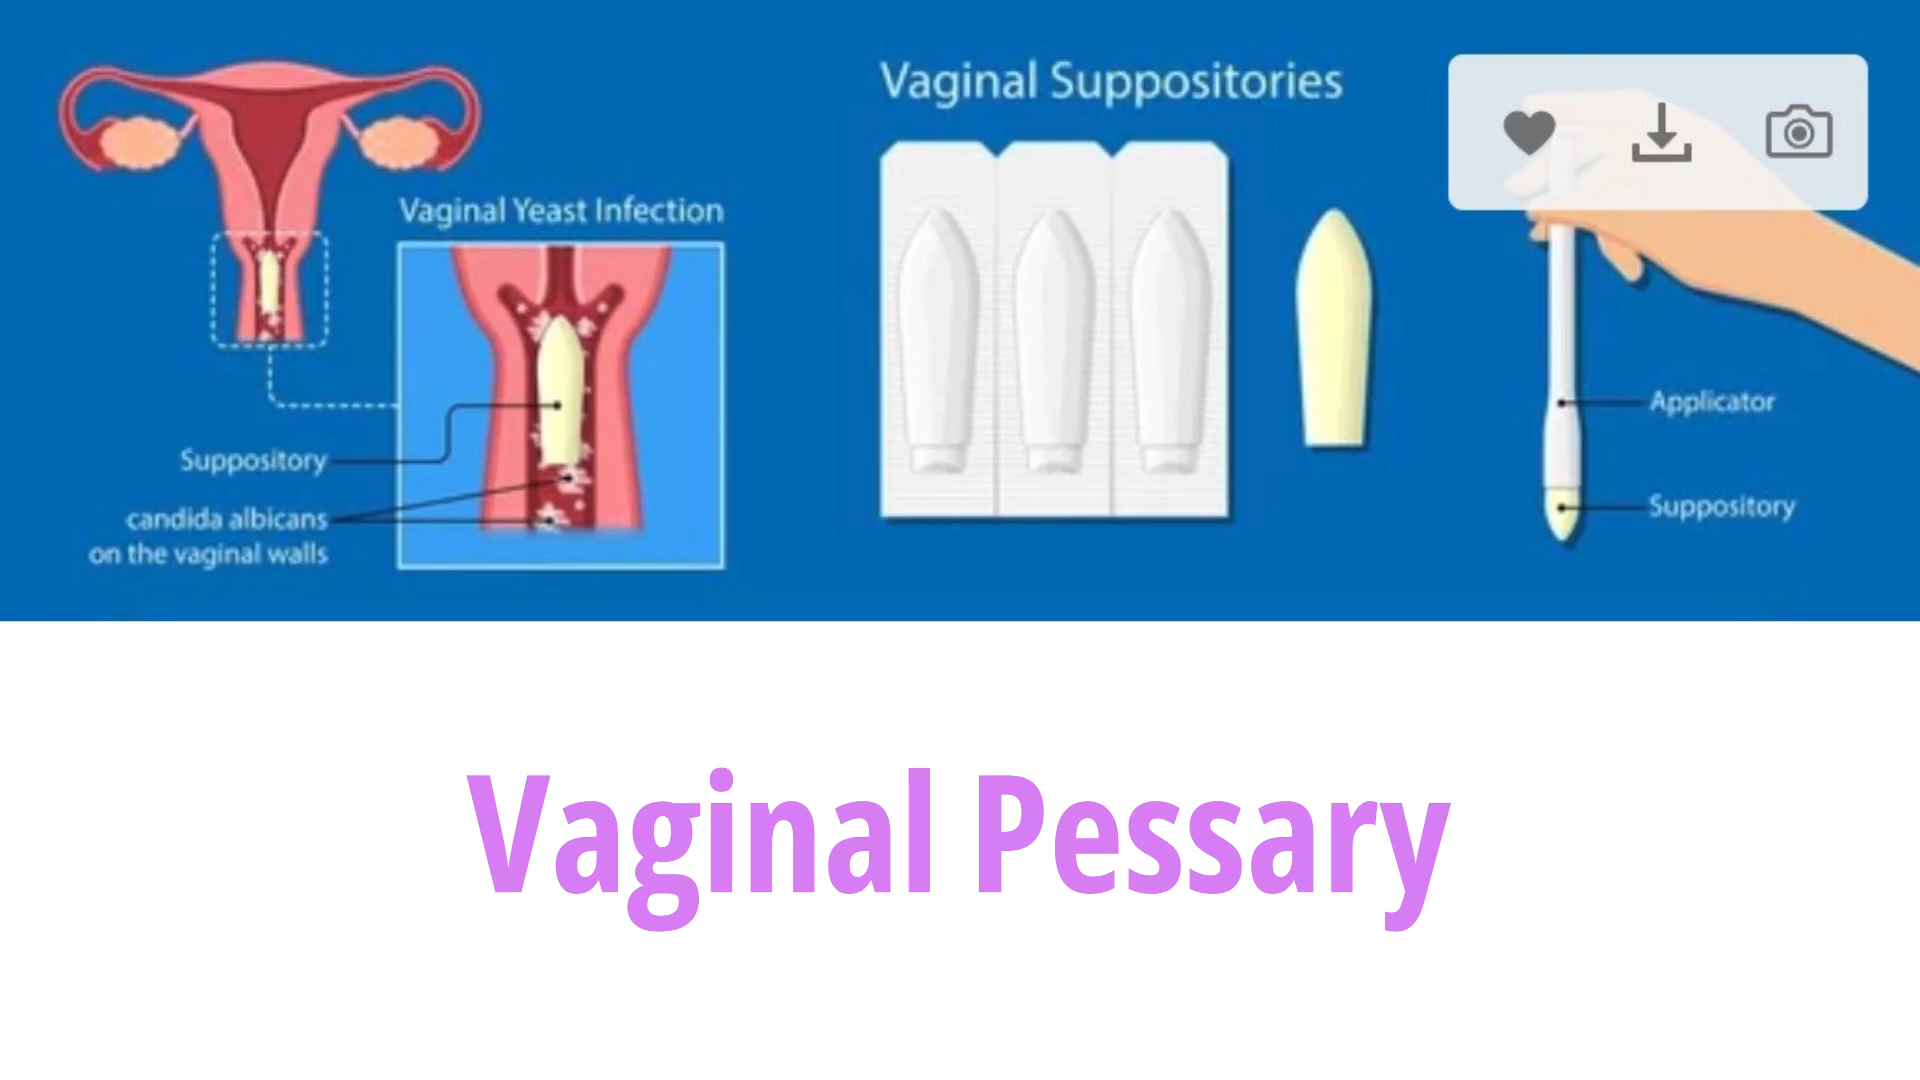 Vaginal Suppositories
Vaginal Yeast Infection
Suppository
candida albicans
on the vaginal walls
Applicator
Suppository
Vaginal Pessary